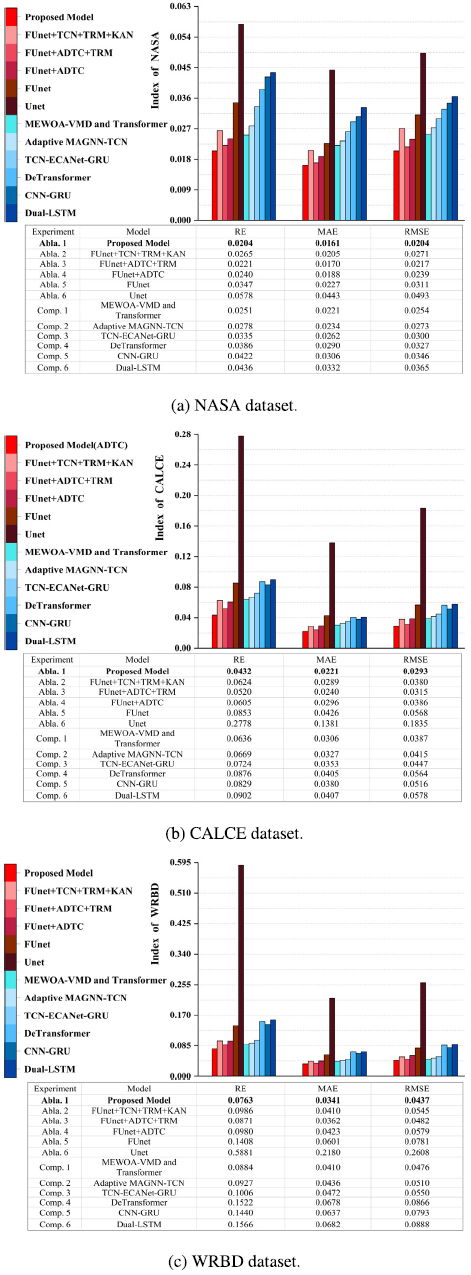 Proposed Model
FUnet+TCN+TRM+KAN
FUnet+ADTC+TRM
FUnet+ADTC
FUnet
Unet
MEWOA-VMD and Transformer
Adaptive MAGNN-TCN
TCN-ECANet-GRU
DeTransformer
CNN-GRU
Dual-LSTM
Index of NASA
0.063
0.054
0.045
0.036
0.027
0.018
0.009
0.000
Experiment Model RE MAE RMSE
Abla. 1 Proposed Model 0.0204 0.0161 0.0204
Abla. 2 FUnet+TCN+TRM+KAN 0.0265 0.0205 0.0271
Abla. 3 FUnet+ADTC+TRM 0.0221 0.0170 0.0217
Abla. 4 FUnet+ADTC 0.0240 0.0188 0.0239
Abla. 5 FUnet 0.0347 0.0227 0.0311
Abla. 6 Unet 0.0578 0.0443 0.0493
Comp. 1 MEWOA-VMD and Transformer 0.0251 0.0221 0.0254
Comp. 2 Adaptive MAGNN-TCN 0.0278 0.0234 0.0273
Comp. 3 TCN-ECANet-GRU 0.0335 0.0262 0.0300
Comp. 4 DeTransformer 0.0386 0.0290 0.0327
Comp. 5 CNN-GRU 0.0422 0.0306 0.0346
Comp. 6 Dual-LSTM 0.0436 0.0332 0.0365
(a) NASA dataset.
Proposed Model(ADTC)
FUnet+TCN+TRM+KAN
FUnet+ADTC+TRM
FUnet+ADTC
FUnet
Unet
MEWOA-VMD and Transformer
Adaptive MAGNN-TCN
TCN-ECANet-GRU
DeTransformer
CNN-GRU
Dual-LSTM
Index of CALCE
0.28
0.24
0.20
0.16
0.12
0.08
0.04
0.00
Experiment Model RE MAE RMSE
Abla. 1 Proposed Model 0.0432 0.0221 0.0293
Abla. 2 FUnet+TCN+TRM+KAN 0.0624 0.0289 0.0380
Abla. 3 FUnet+ADTC+TRM 0.0520 0.0240 0.0315
Abla. 4 FUnet+ADTC 0.0605 0.0296 0.0386
Abla. 5 FUnet 0.0853 0.0426 0.0568
Abla. 6 Unet 0.2778 0.1381 0.1835
Comp. 1 MEWOA-VMD and Transformer 0.0636 0.0306 0.0387
Comp. 2 Adaptive MAGNN-TCN 0.0669 0.0327 0.0415
Comp. 3 TCN-ECANet-GRU 0.0724 0.0353 0.0447
Comp. 4 DeTransformer 0.0876 0.0405 0.0564
Comp. 5 CNN-GRU 0.0829 0.0380 0.0516
Comp. 6 Dual-LSTM 0.0902 0.0407 0.0578
(b) CALCE dataset.
Proposed Model
FUnet+TCN+TRM+KAN
FUnet+ADTC+TRM
FUnet+ADTC
FUnet
Unet
MEWOA-VMD and Transformer
Adaptive MAGNN-TCN
TCN-ECANet-GRU
DeTransformer
CNN-GRU
Dual-LSTM
Index of WRBD
0.595
0.510
0.425
0.340
0.255
0.170
0.085
0.000
Experiment Model RE MAE RMSE
Abla. 1 Proposed Model 0.0763 0.0341 0.0437
Abla. 2 FUnet+TCN+TRM+KAN 0.0986 0.0410 0.0545
Abla. 3 FUnet+ADTC+TRM 0.0871 0.0362 0.0482
Abla. 4 FUnet+ADTC 0.0980 0.0423 0.0579
Abla. 5 FUnet 0.1408 0.0601 0.0781
Abla. 6 Unet 0.5881 0.2180 0.2608
Comp. 1 MEWOA-VMD and Transformer 0.0884 0.0410 0.0476
Comp. 2 Adaptive MAGNN-TCN 0.0927 0.0436 0.0510
Comp. 3 TCN-ECANet-GRU 0.1006 0.0472 0.0550
Comp. 4 DeTransformer 0.1522 0.0678 0.0866
Comp. 5 CNN-GRU 0.1440 0.0637 0.0793
Comp. 6 Dual-LSTM 0.1566 0.0682 0.0888
(c) WRBD dataset.